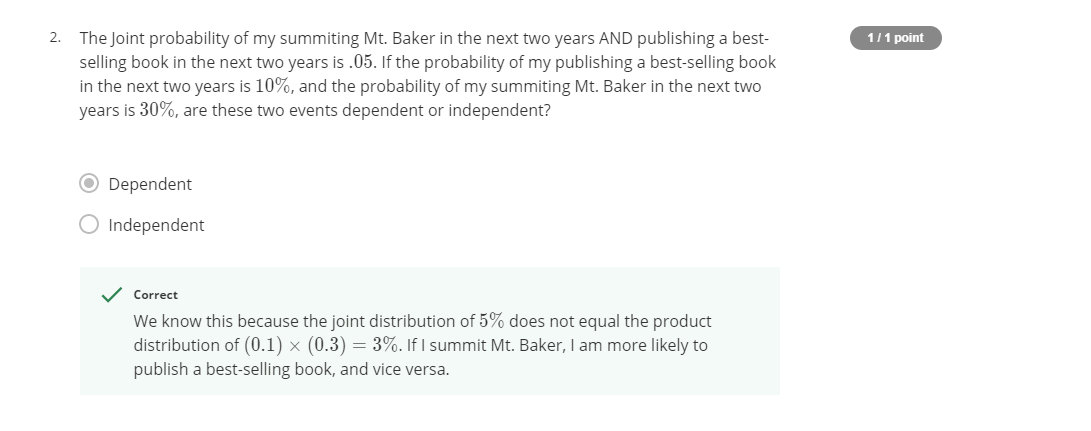 2. The Joint probability of my summiting Mt. Baker in the next two years AND publishing a best-
selling book in the next two years is .05. If the probability of my publishing a best-selling book
in the next two years is 10%, and the probability of my summiting Mt. Baker in the next two
years is 30%, are these two events dependent or independent?
1 / 1 point
Dependent
Independent
Correct
We know this because the joint distribution of 5% does not equal the product
distribution of (0.1) × (0.3) = 3%. If I summit Mt. Baker, I am more likely to
publish a best-selling book, and vice versa.